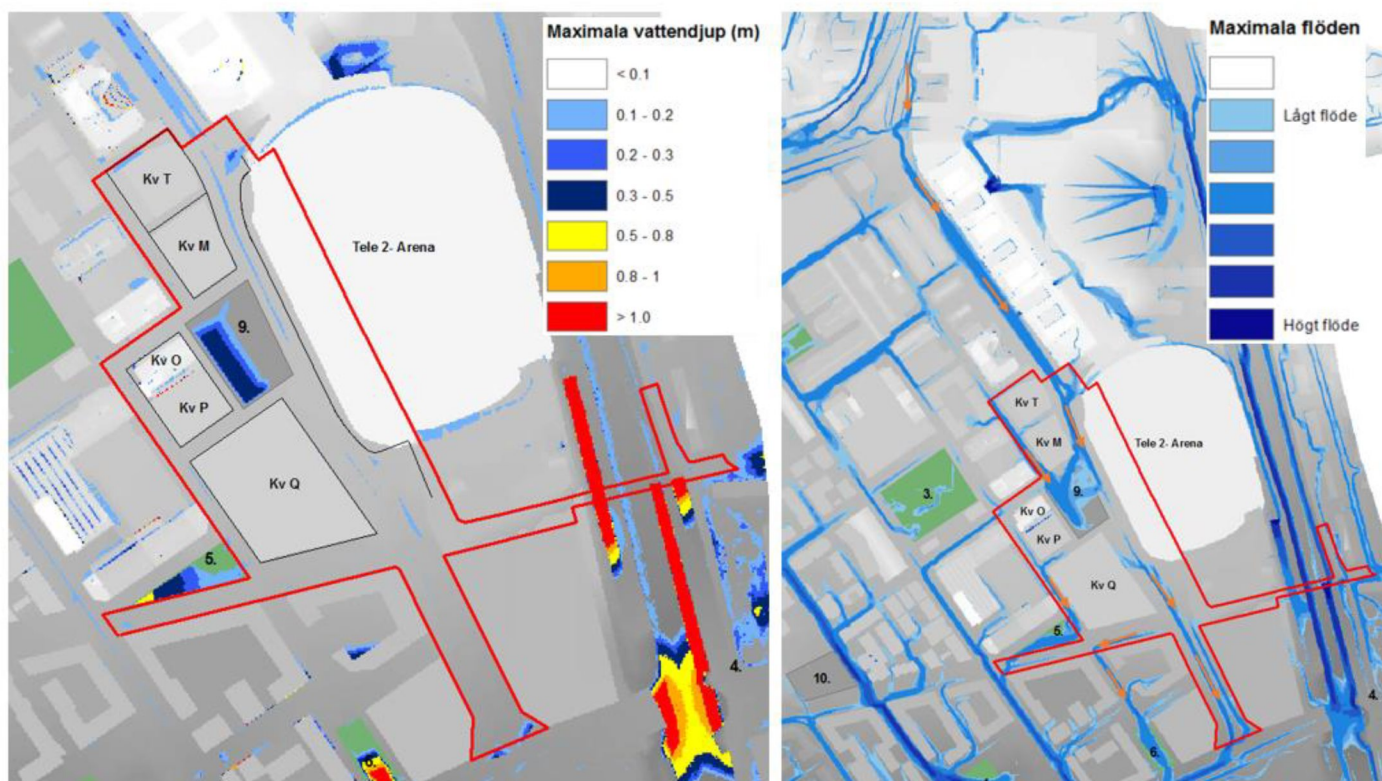 Maximala vattendjup (m)
< 0.1
0.1 - 0.2
0.2 - 0.3
0.3 - 0.5
0.5 - 0.8
0.8 - 1
> 1.0
Kv T
Kv M
Tele 2- Arena
9.
Kv O
Kv P
Kv Q
5.
4.
6.
Maximala flöden
Lågt flöde
Högt flöde
Kv T
Kv M
Tele 2- Arena
3.
9.
Kv O
Kv P
Kv Q
5.
10.
4.
6.